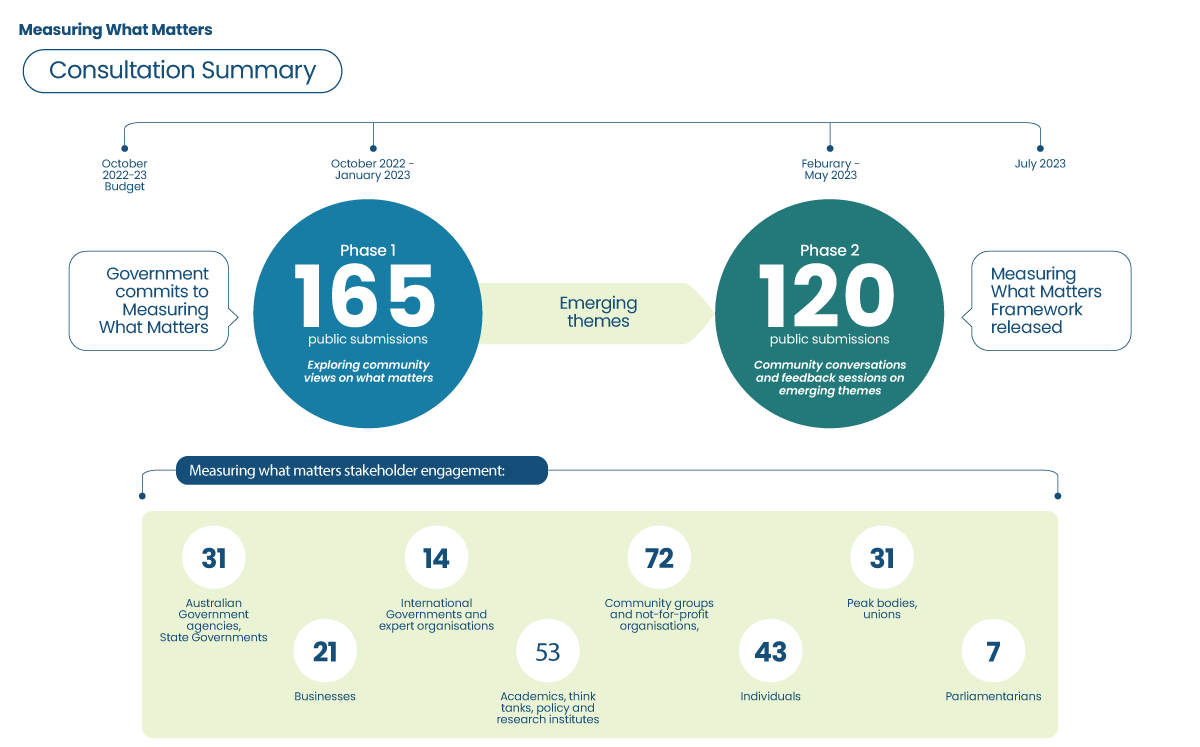 Measuring What Matters
Consultation Summary
October
2022-23
Budget
October 2022 -
January 2023
Feburary -
May 2023
July 2023
Government
commits to
Measuring
What Matters
Phase 1
165
public submissions
Exploring community
views on what matters
Emerging
themes
Phase 2
120
public submissions
Community conversations
and feedback sessions on
emerging themes
Measuring
What Matters
Framework
released
Measuring what matters stakeholder engagement:
31
Australian
Government
agencies,
State Governments
21
Businesses
14
International
Governments and
expert organisations
53
Academics, think
tanks, policy and
research institutes
72
Community groups
and not-for-profit
organisations,
43
Individuals
31
Peak bodies,
unions
7
Parliamentarians